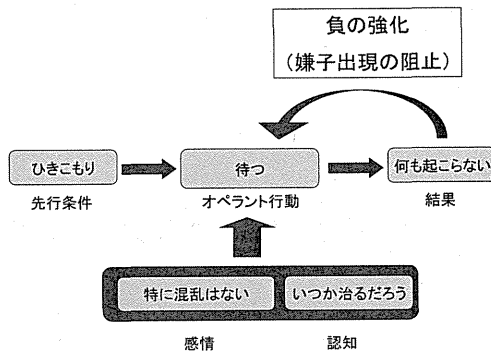 負の強化
(嫌子出現の阻止)
ひきこもり
待つ
何も起こらない
先行条件
オペラント行動
結果
特に混乱はない
いつか治るだろう
感情
認知